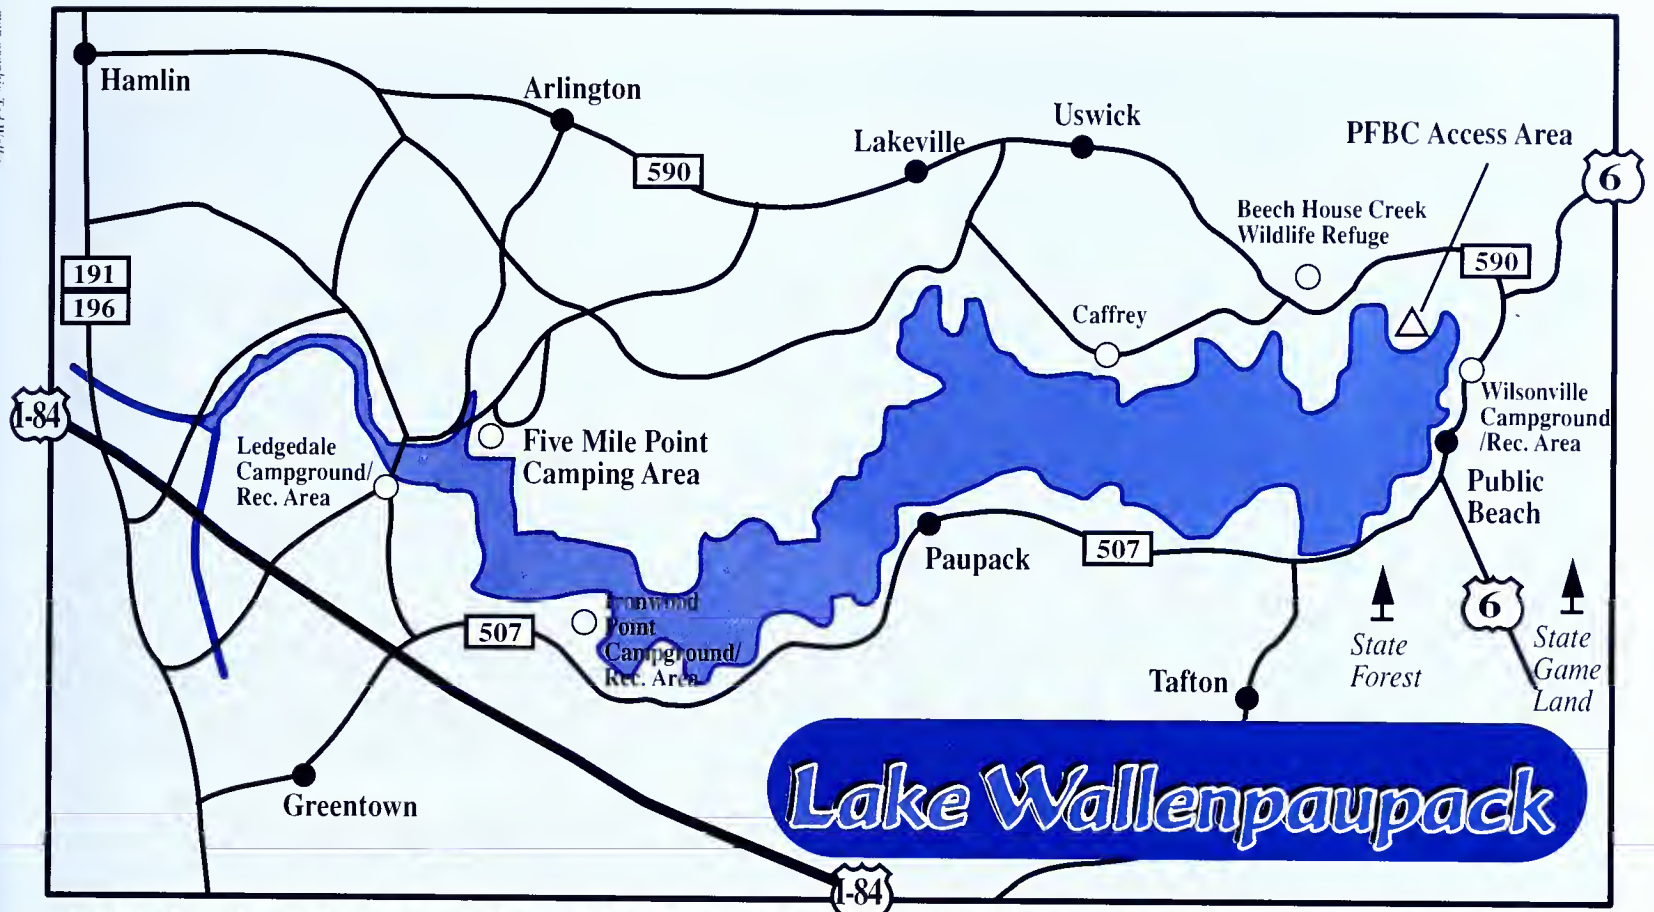 Hamlin
Arlington
590
Lakeville
Uswick
PFBC Access Area
6
Beech House Creek
Wildlife Refuge
590
191
196
Caffrey
I-84
Ledgedale
Campground/
Rec. Area
Five Mile Point
Camping Area
Wilsonville
Campground
/Rec. Area
Public
Beach
Paupack
507
6
Ironwood
Point
Campground/
Rec. Area
507
State
Forest
State
Game
Land
Tafton
Greentown
Lake Wallenpaupack
I-84